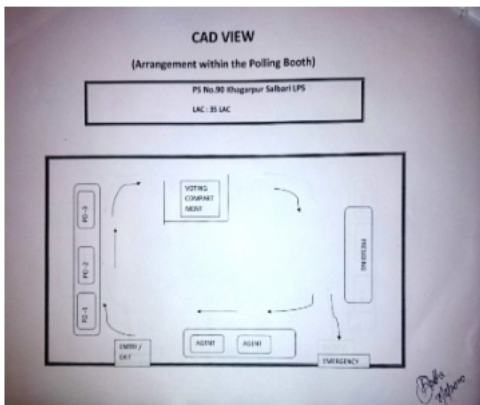 CAD VIEW
(Arrangement within the Polling Booth)
PS No.90 Khagarpur Salbari LPS
LAC : 35 LAC
VOTING
COMPART
MENT
PO -3
PO -2
PO -1
PRESIDING
AGENT
AGENT
ENTRY /
EXIT
EMERGENCY